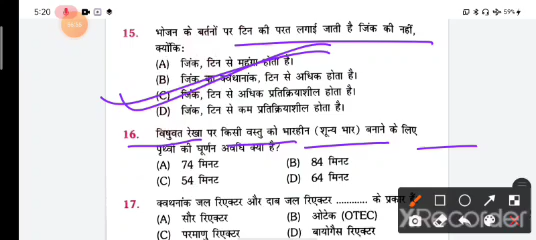 5:20
59%
15. भोजन के बर्तनों पर टिन की परत लगाई जाती है जिंक की नहीं,
क्योंकि:
(A) जिंक, टिन से महंगा होता है।
(B) जिंक का क्वथनांक, टिन से अधिक होता है।
(C) जिंक, टिन से अधिक प्रतिक्रियाशील होता है।
(D) जिंक, टिन से कम प्रतिक्रियाशील होता है।
16. विषुवत रेखा पर किसी वस्तु को भारहीन (शून्य भार) बनाने के लिए
पृथ्वी की घूर्णन अवधि क्या है?
(A) 74 मिनट (B) 84 मिनट
(C) 54 मिनट (D) 64 मिनट
17. क्वथनांक जल रिएक्टर और दाब जल रिएक्टर ............ के प्रकार
(A) सौर रिएक्टर (B) ओटेक (OTEC)
(C) परमाणु रिएक्टर (D) बायोगैस रिएक्टर